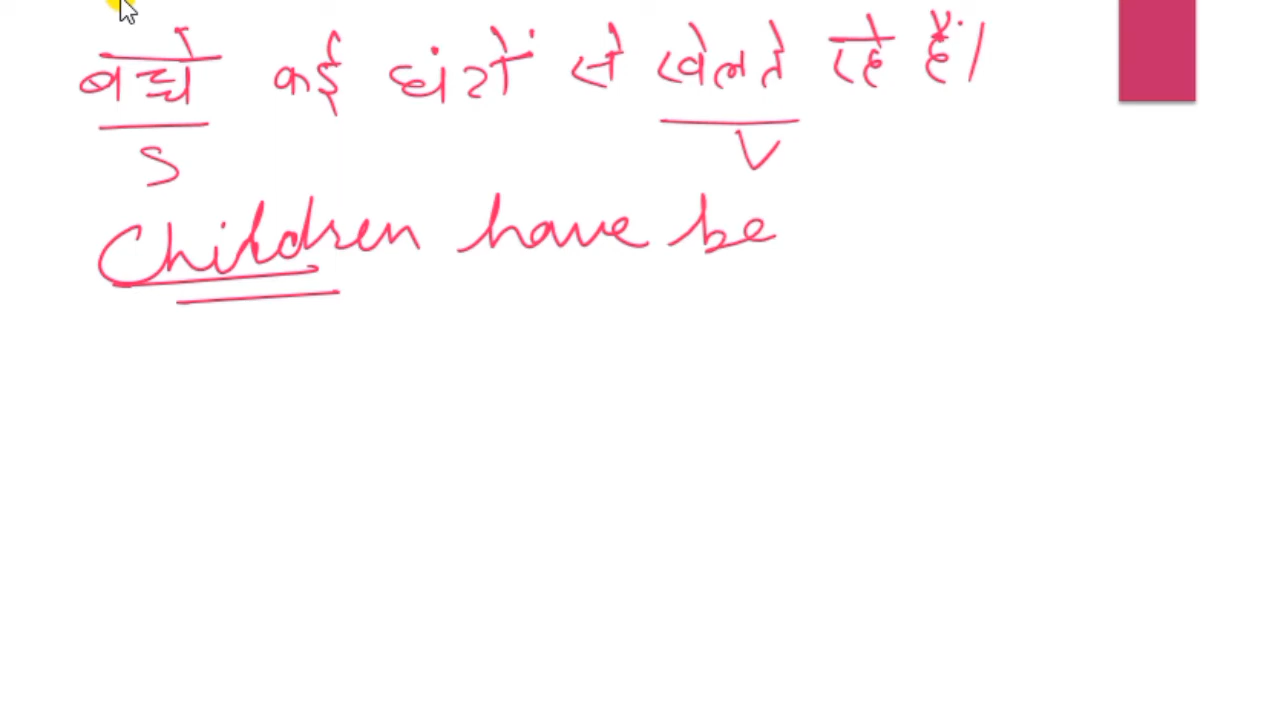 बच्चे कई घंटों से खेलते रहे हैं।
S V
Children have be